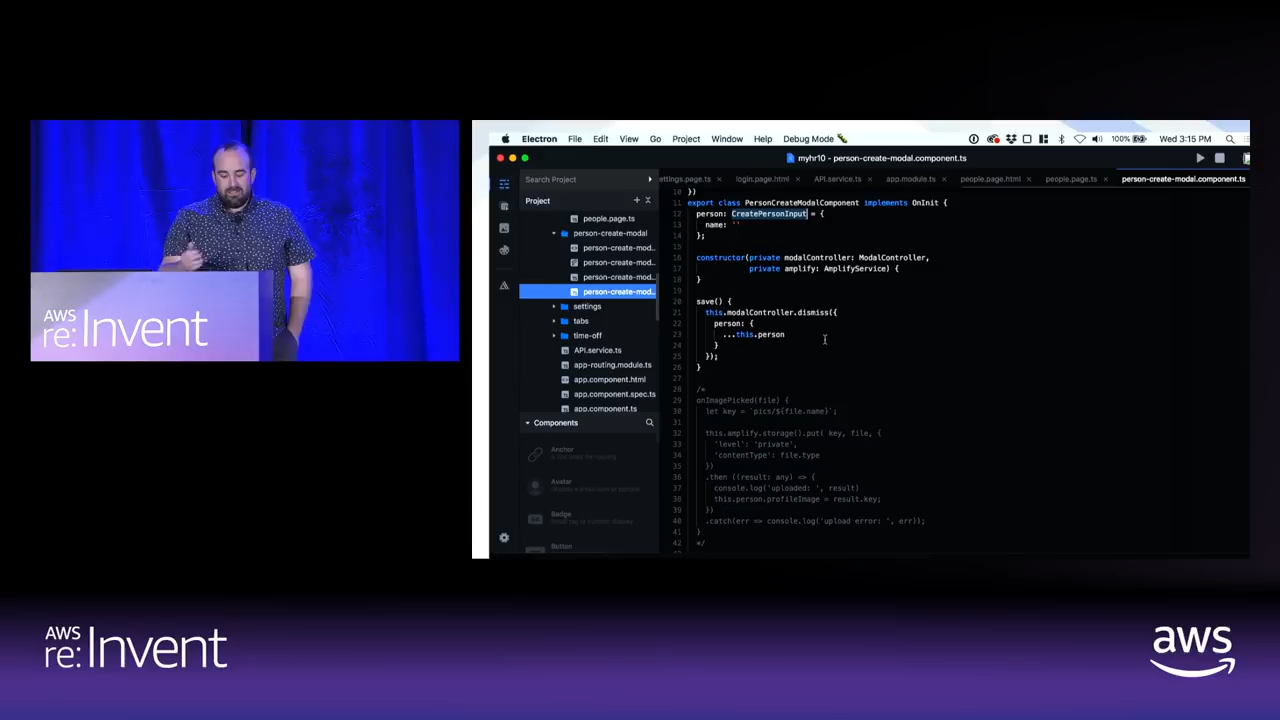 AWS
re:Invent
Electron File Edit View Go Project Window Help Debug Mode 100% Wed 3:15 PM
myhr10 - person-create-modal.component.ts
ettings.page.ts × login.page.html × API.service.ts × app.module.ts × people.page.html × people.page.ts × person-create-modal.component.ts
Search Project
Project
people.page.ts
person-create-modal
person-create-mod...
person-create-mod...
person-create-mod...
person-create-mod...
settings
tabs
time-off
API.service.ts
app-routing.module.ts
app.component.html
app.component.spec.ts
app.component.ts
Components
Anchor
Avatar
Badge
Button
10 })
11 export class PersonCreateModalComponent implements OnInit {
12 person: CreatePersonInput = {
13 name: ''
14 };
15
16 constructor(private modalController: ModalController,
17 private amplify: AmplifyService) {
18 }
19
20 save() {
21 this.modalController.dismiss({
22 person: {
23 ...this.person
24 }
25 });
26 }
27
28 /*
29 onImagePicked(file) {
30 let key = `pics/${file.name}`;
31
32 this.amplify.storage().put( key, file, {
33 'level': 'private',
34 'contentType': file.type
35 })
36 .then ((result: any) => {
37 console.log('uploaded: ', result)
38 this.person.profileImage = result.key;
39 })
40 .catch(err => console.log('upload error: ', err));
41 }
42 */
AWS
re:Invent
aws